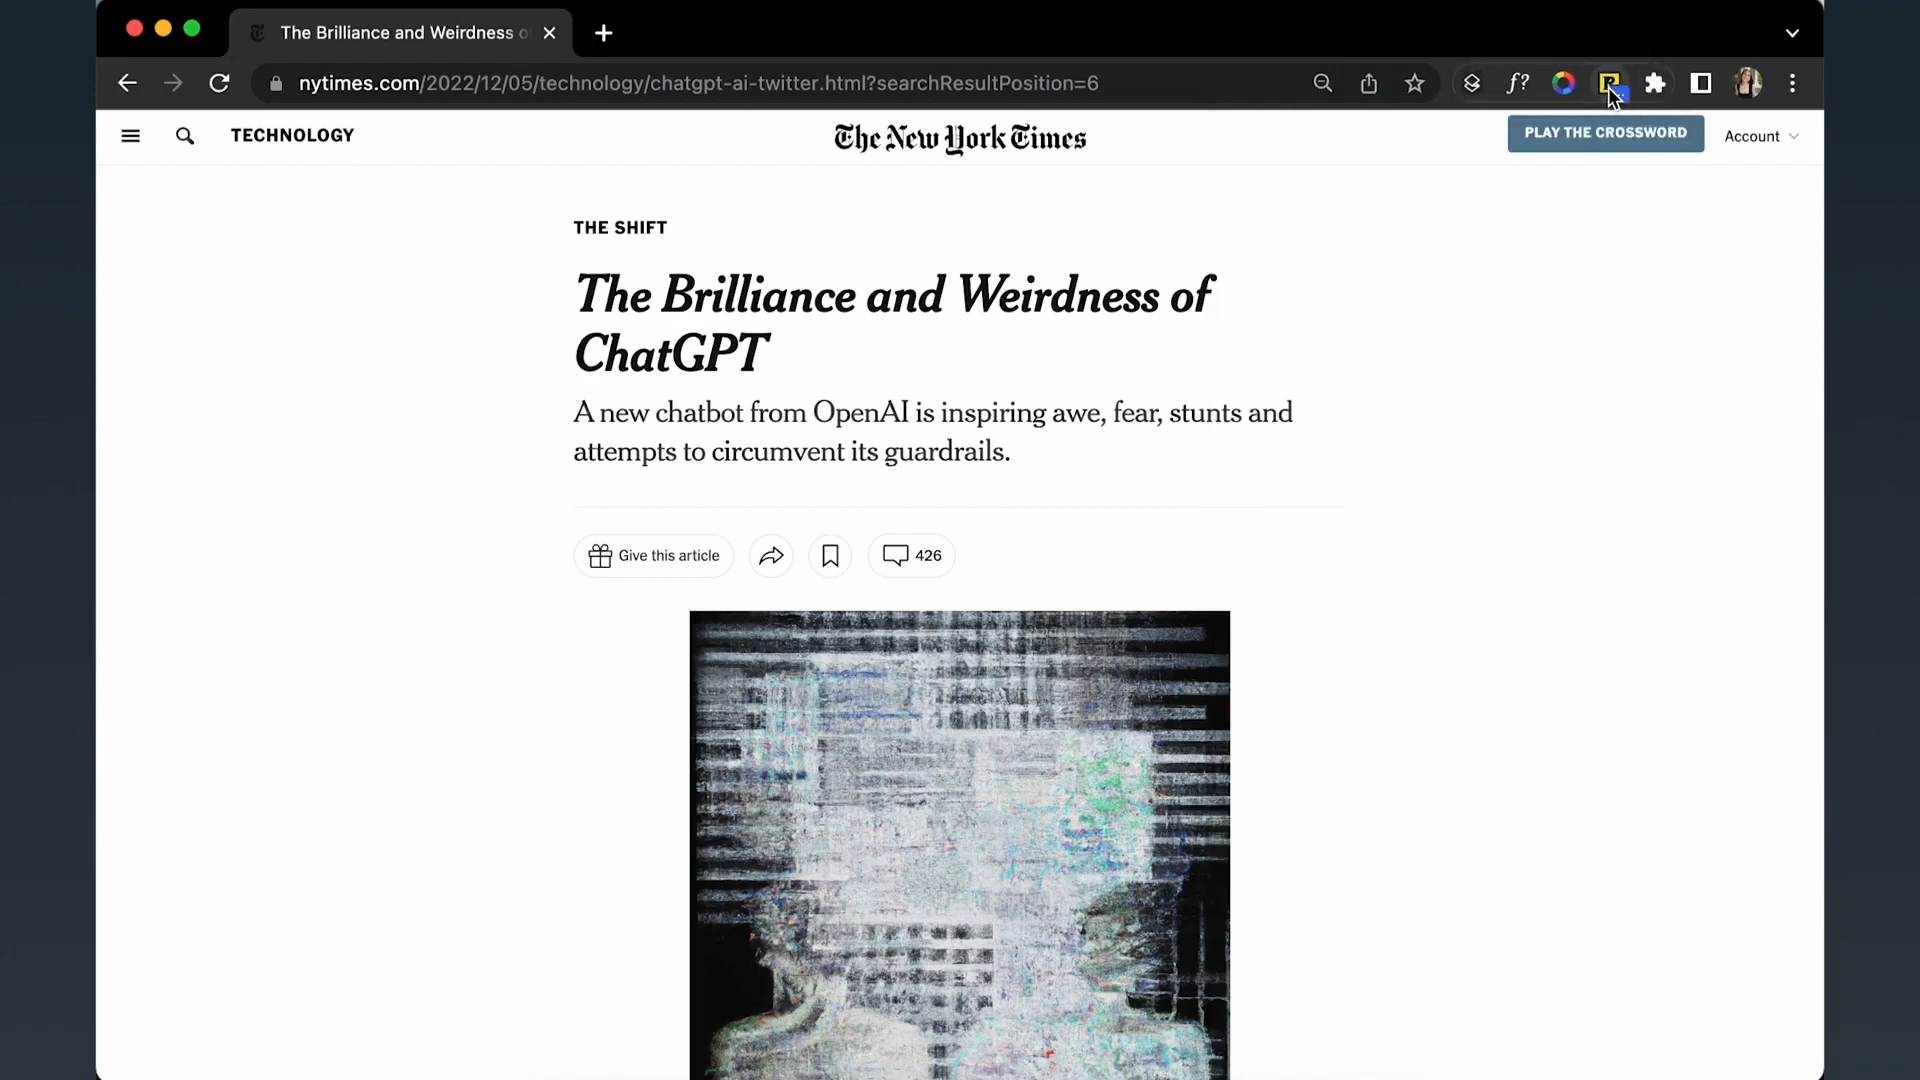 The Brilliance and Weirdness o
nytimes.com/2022/12/05/technology/chatgpt-ai-twitter.html?searchResultPosition=6
f?
TECHNOLOGY
The New York Times
PLAY THE CROSSWORD
Account
THE SHIFT
The Brilliance and Weirdness of
ChatGPT
A new chatbot from OpenAI is inspiring awe, fear, stunts and
attempts to circumvent its guardrails.
Give this article
426